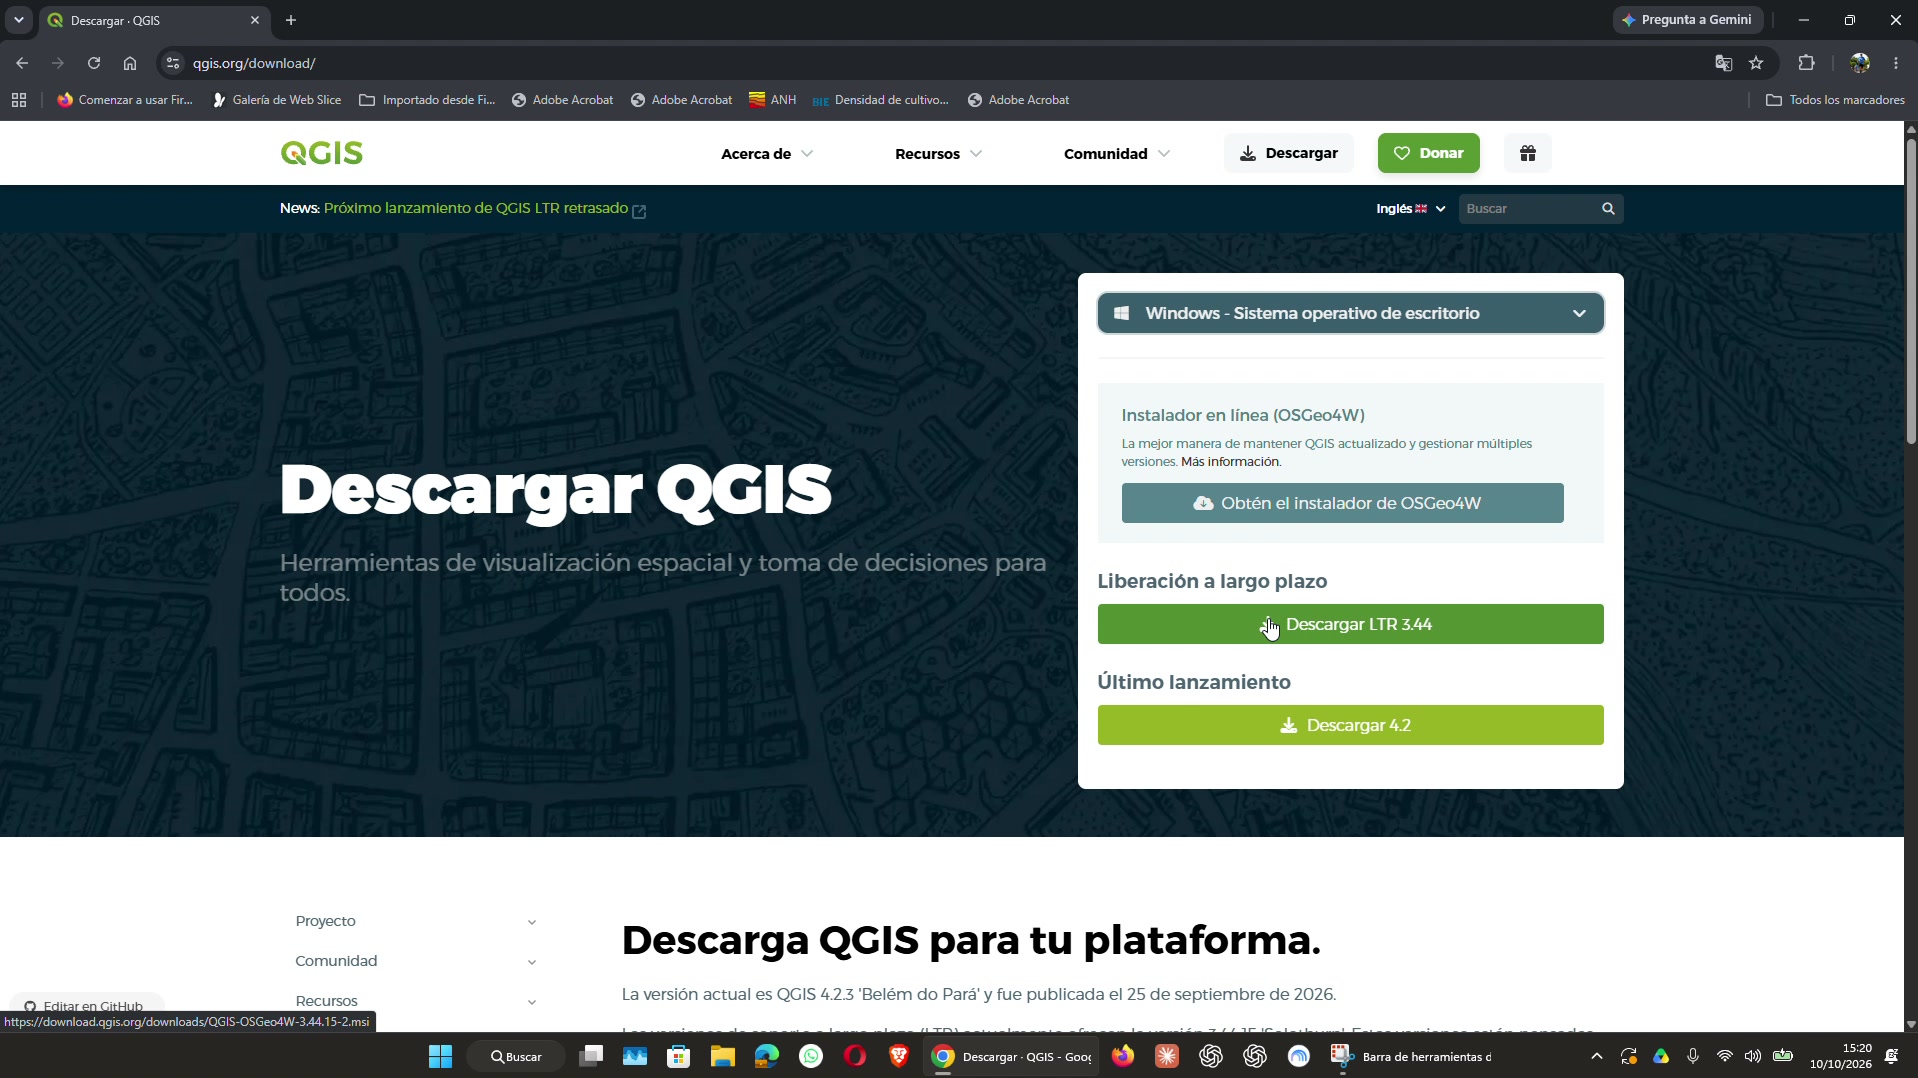 Descargar · QGIS
Pregunta a Gemini
qgis.org/download/
Comenzar a usar Fir...
Galería de Web Slice
Importado desde Fi...
Adobe Acrobat
Adobe Acrobat
ANH
BIE Densidad de cultivo...
Adobe Acrobat
Todos los marcadores
QGIS
Acerca de
Recursos
Comunidad
Descargar
Donar
News: Próximo lanzamiento de QGIS LTR retrasado
Inglés
Buscar
Windows - Sistema operativo de escritorio
Instalador en línea (OSGeo4W)
La mejor manera de mantener QGIS actualizado y gestionar múltiples
versiones. Más información.
Obtén el instalador de OSGeo4W
Descargar QGIS
Herramientas de visualización espacial y toma de decisiones para
todos.
Liberación a largo plazo
Descargar LTR 3.44
Último lanzamiento
Descargar 4.2
Proyecto
Comunidad
Recursos
Descarga QGIS para tu plataforma.
La versión actual es QGIS 4.2.3 'Belém do Pará' y fue publicada el 25 de septiembre de 2026.
Editar en GitHub
https://download.qgis.org/downloads/QGIS-OSGeo4W-3.44.15-2.msi
Buscar
Descargar · QGIS - Goog
Barra de herramientas d
15:20
10/10/2026